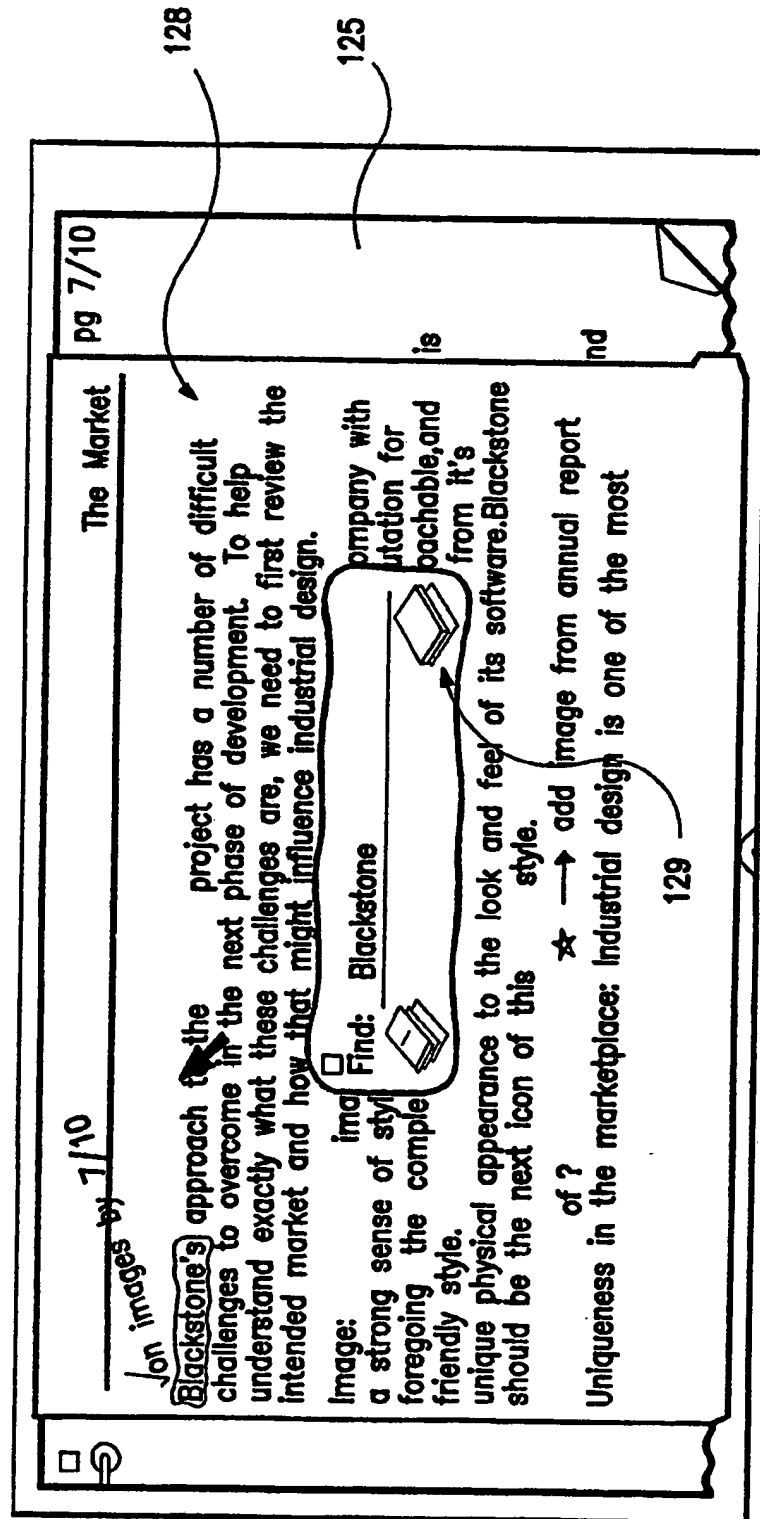 128
125
pg 7/10
The Market
√on images by 7/10
Blackstone's approach to the project has a number of difficult
challenges to overcome in the next phase of development. To help
understand exactly what these challenges are, we need to first review the
intended market and how that might influence industrial design.
Image: ima ompany with
a strong sense of styl utation for
foregoing the comple oachable,and
friendly style. from it's
unique physical appearance to the look and feel of its software.Blackstone
should be the next icon of this style.
is
nd
Find: Blackstone
of ? ☆ → add image from annual report
Uniqueness in the marketplace: Industrial design is one of the most
129